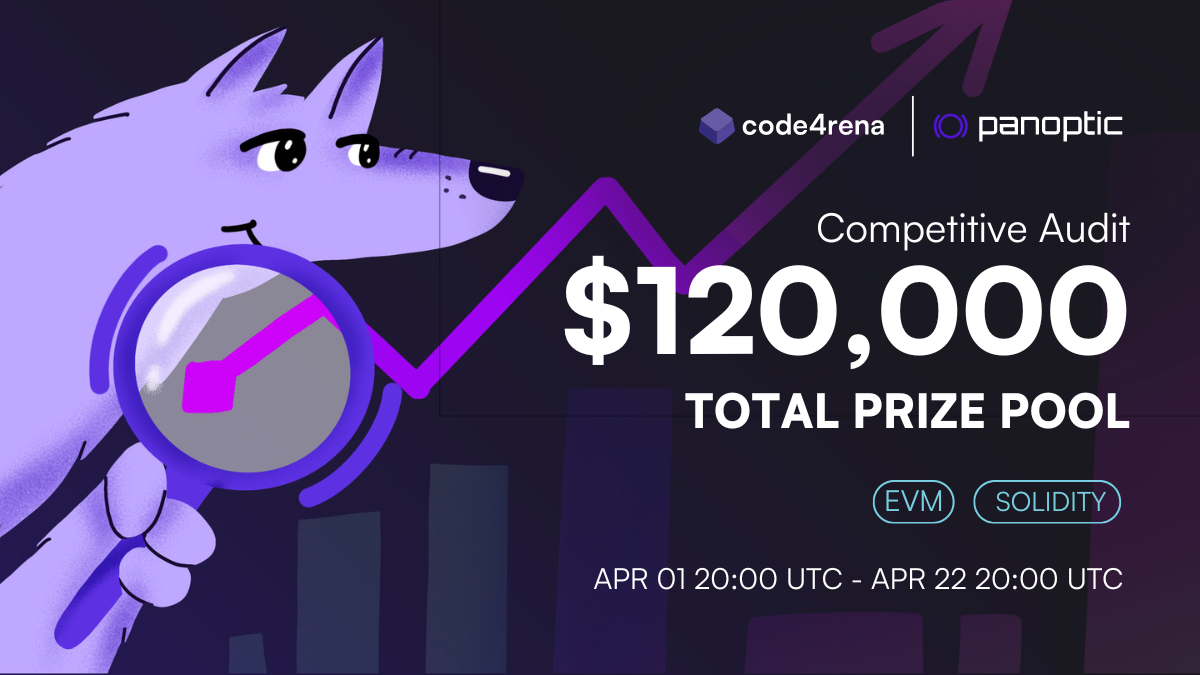 code4rena | panoptic
Competitive Audit
$120,000
TOTAL PRIZE POOL
EVM SOLIDITY
APR 01 20:00 UTC - APR 22 20:00 UTC